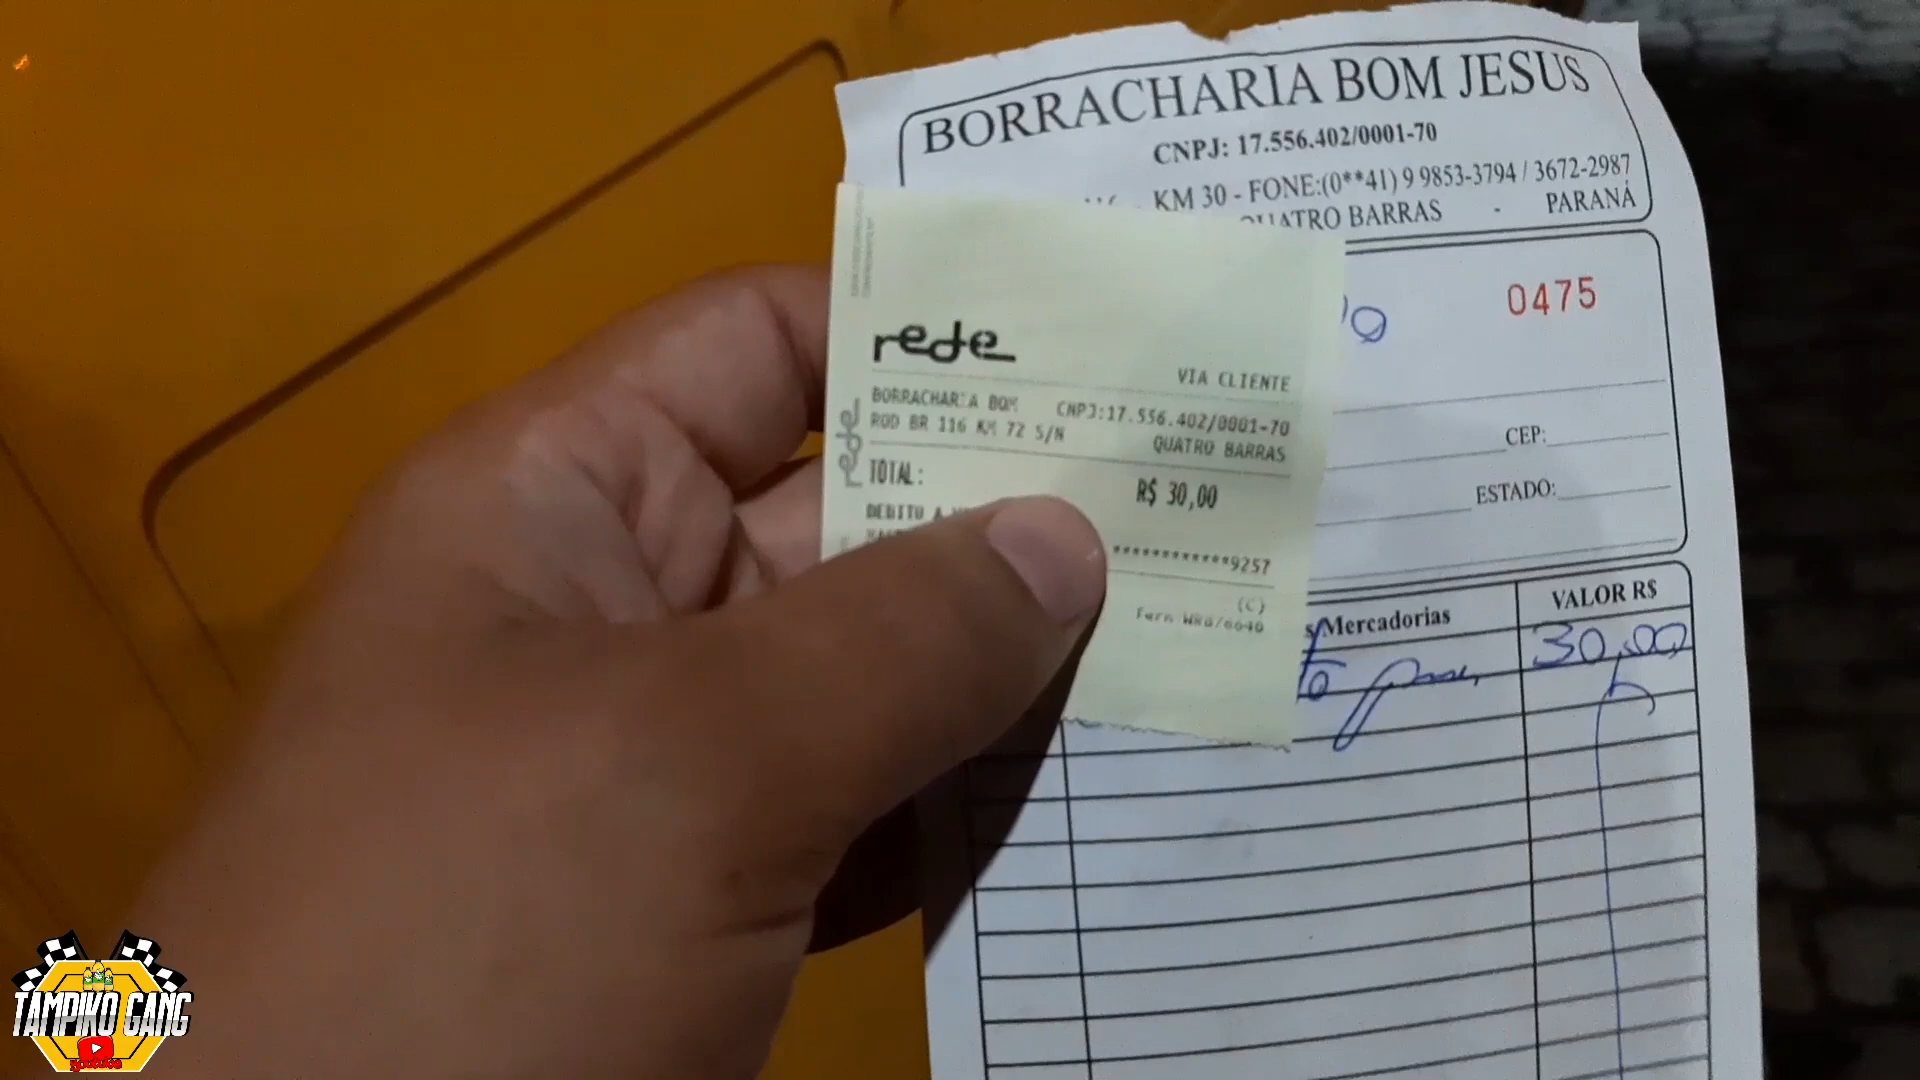 BORRACHARIA BOM JESUS
CNPJ: 17.556.402/0001-70
KM 30 - FONE:(0**41) 9 9853-3794 / 3672-2987
QUATRO BARRAS - PARANÁ
0475
CEP:
ESTADO:
Mercadorias VALOR R$
30,00
rede
VIA CLIENTE
BORRACHARIA BOM CNPJ:17.556.402/0001-70
ROD BR 116 KM 72 S/N QUATRO BARRAS
TOTAL: R$ 30,00
DEBITO A
************9257
(C)
TAMPIKO GANG
Youtube